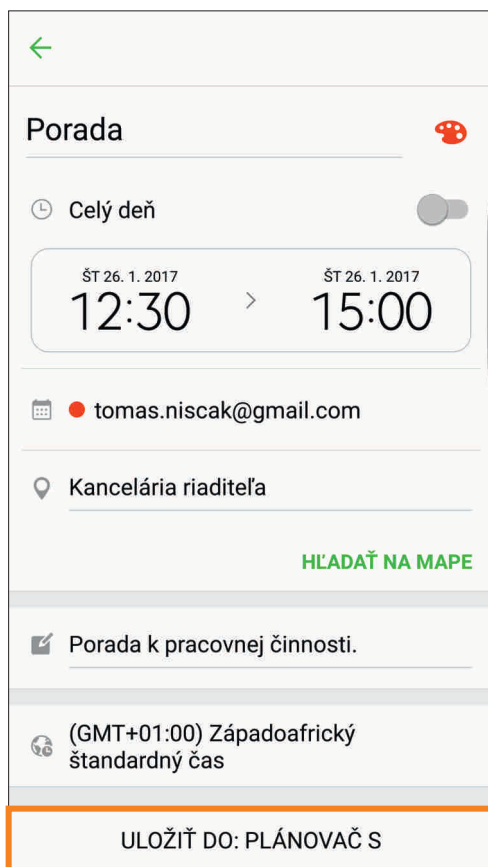 Porada
Celý deň
ŠT 26. 1. 2017
12:30
ŠT 26. 1. 2017
15:00
tomas.niscak@gmail.com
Kancelária riaditeľa
HĽADAŤ NA MAPE
Porada k pracovnej činnosti.
(GMT+01:00) Západoafrický
štandardný čas
ULOŽIŤ DO: PLÁNOVAČ S